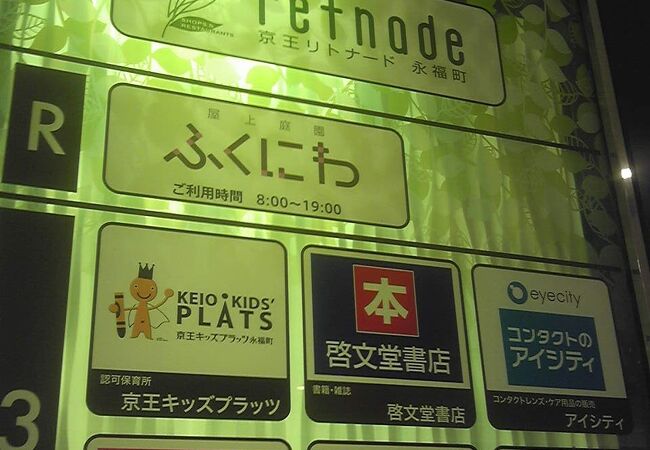 retnade
SHOPS & RESTAURANTS
京王リトナード 永福町
R
屋上庭園
ふくにわ
ご利用時間 8:00〜19:00
3
KEIO KIDS'
PLATS
京王キッズプラッツ永福町
認可保育所
京王キッズプラッツ
本
啓文堂書店
書籍・雑誌
啓文堂書店
eyecity
コンタクトの
アイシティ
コンタクトレンズ・ケア用品の販売
アイシティ